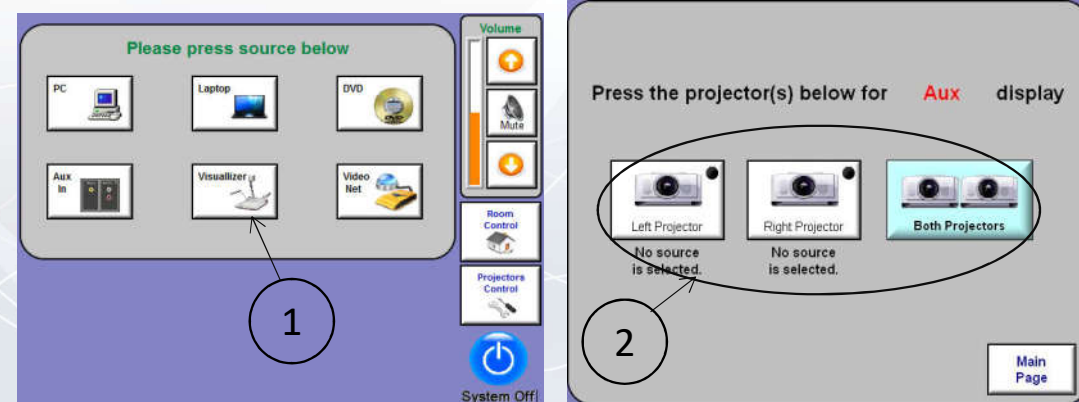 Please press source below
PC
Laptop
DVD
Aux
In
Visuallizer
Video
Net
1
Volume
Mute
Room
Control
Projectors
Control
System Off
Press the projector(s) below for Aux display
Left Projector
Right Projector
Both Projectors
No source
is selected.
No source
is selected.
2
Main
Page